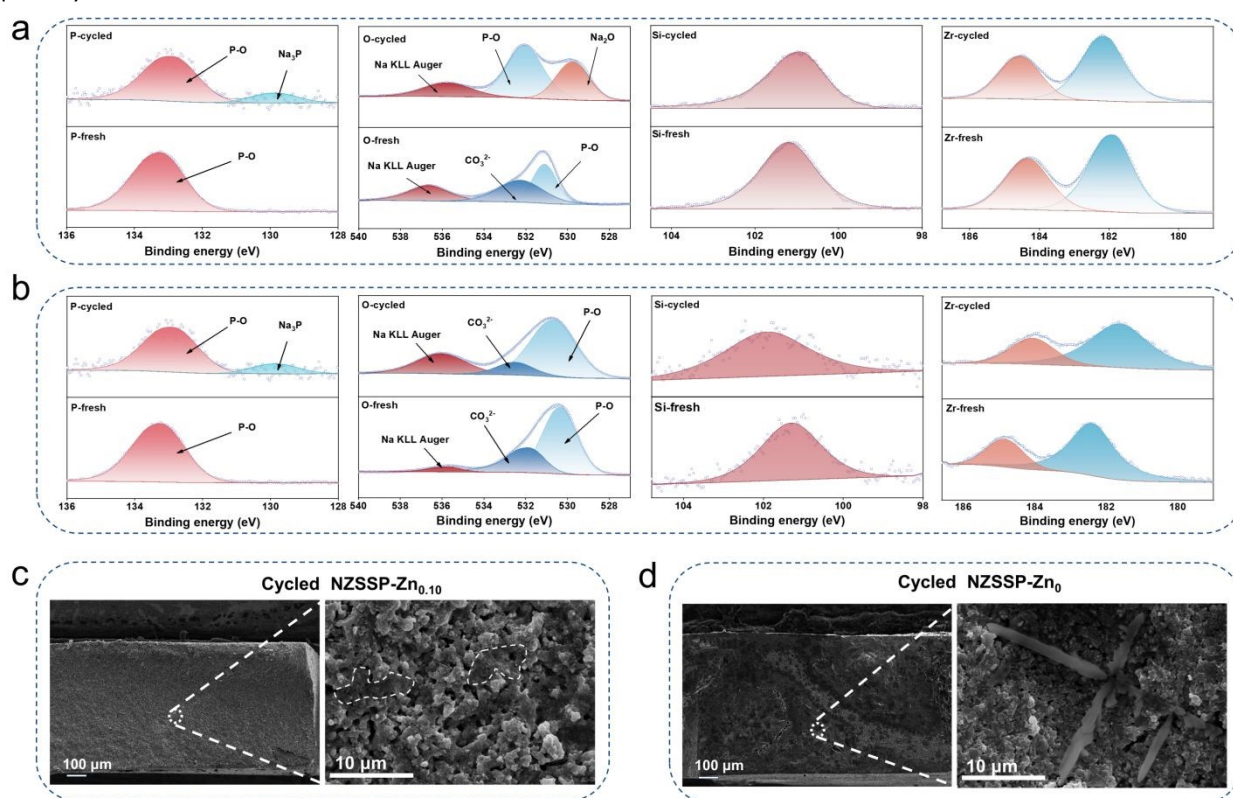 a
P-cycled
P-O
Na₃P
P-fresh
P-O
136 134 132 130 128
Binding energy (eV)
O-cycled
Na KLL Auger
P-O
Na₂O
O-fresh
Na KLL Auger
CO₃²⁻
P-O
540 538 536 534 532 530 528
Binding energy (eV)
Si-cycled
Si-fresh
104 102 100 98
Binding energy (eV)
Zr-cycled
Zr-fresh
186 184 182 180
Binding energy (eV)
b
P-cycled
P-O
Na₃P
P-fresh
P-O
136 134 132 130 128
Binding energy (eV)
O-cycled
Na KLL Auger
CO₃²⁻
P-O
O-fresh
Na KLL Auger
CO₃²⁻
P-O
540 538 536 534 532 530 528
Binding energy (eV)
Si-cycled
Si-fresh
104 102 100 98
Binding energy (eV)
Zr-cycled
Zr-fresh
186 184 182 180
Binding energy (eV)
c
Cycled NZSSP-Zn₀.₁₀
100 μm
10 μm
d
Cycled NZSSP-Zn₀
100 μm
10 μm